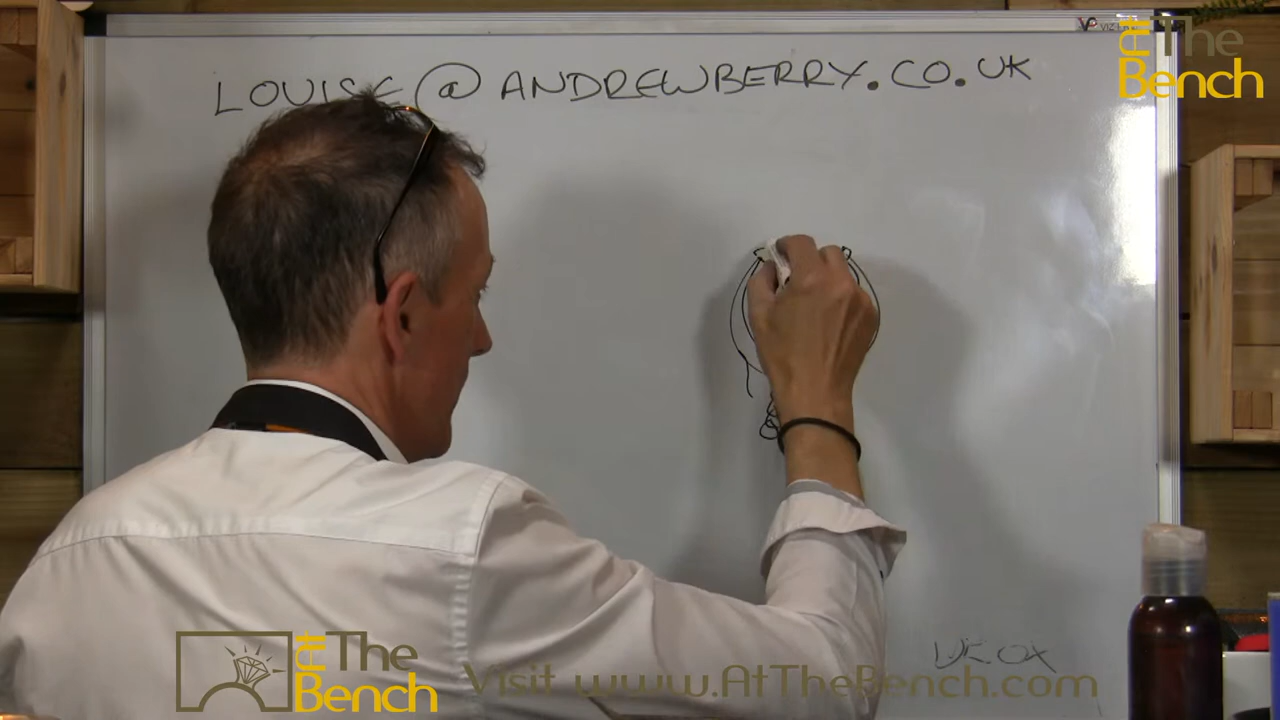 LOUISE@ANDREWBERRY.CO.UK
At The Bench
At The Bench
Visit www.AtTheBench.com